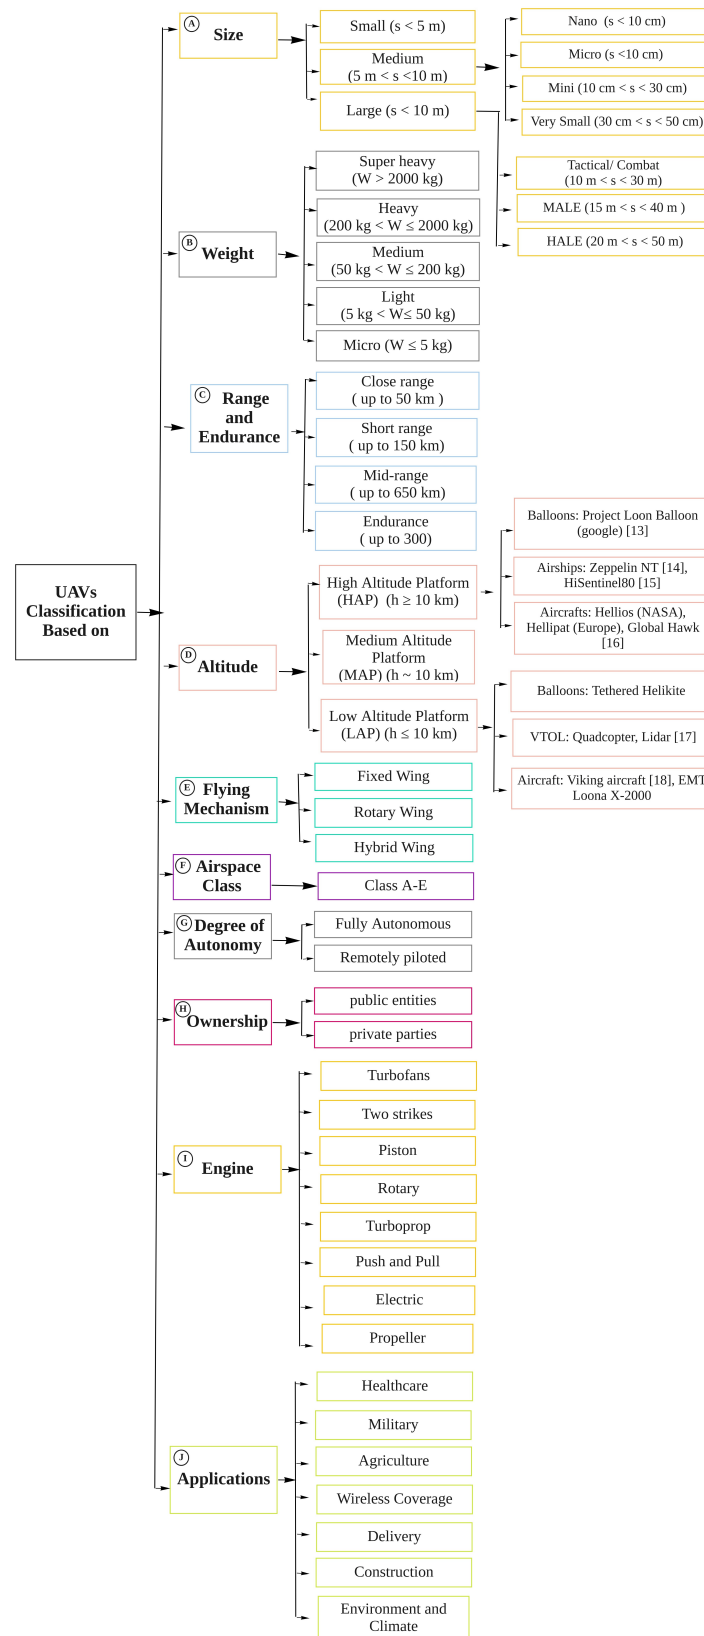 UAVs
Classification
Based on
A
Size
Small (s < 5 m)
Medium
(5 m < s <10 m)
Large (s < 10 m)
Nano (s < 10 cm)
Micro (s <10 cm)
Mini (10 cm < s < 30 cm)
Very Small (30 cm < s < 50 cm)
Tactical/ Combat
(10 m < s < 30 m)
MALE (15 m < s < 40 m )
HALE (20 m < s < 50 m)
B
Weight
Super heavy
(W > 2000 kg)
Heavy
(200 kg < W ≤ 2000 kg)
Medium
(50 kg < W ≤ 200 kg)
Light
(5 kg < W≤ 50 kg)
Micro (W ≤ 5 kg)
C
Range
and
Endurance
Close range
( up to 50 km )
Short range
( up to 150 km)
Mid-range
( up to 650 km)
Endurance
( up to 300)
D
Altitude
High Altitude Platform
(HAP) (h ≥ 10 km)
Medium Altitude
Platform
(MAP) (h ~ 10 km)
Low Altitude Platform
(LAP) (h ≤ 10 km)
Balloons: Project Loon Balloon
(google) [13]
Airships: Zeppelin NT [14],
HiSentinel80 [15]
Aircrafts: Hellios (NASA),
Hellipat (Europe), Global Hawk
[16]
Balloons: Tethered Helikite
VTOL: Quadcopter, Lidar [17]
Aircraft: Viking aircraft [18], EMT
Loona X-2000
E
Flying
Mechanism
Fixed Wing
Rotary Wing
Hybrid Wing
F
Airspace
Class
Class A-E
G
Degree of
Autonomy
Fully Autonomous
Remotely piloted
H
Ownership
public entities
private parties
I
Engine
Turbofans
Two strikes
Piston
Rotary
Turboprop
Push and Pull
Electric
Propeller
J
Applications
Healthcare
Military
Agriculture
Wireless Coverage
Delivery
Construction
Environment and
Climate